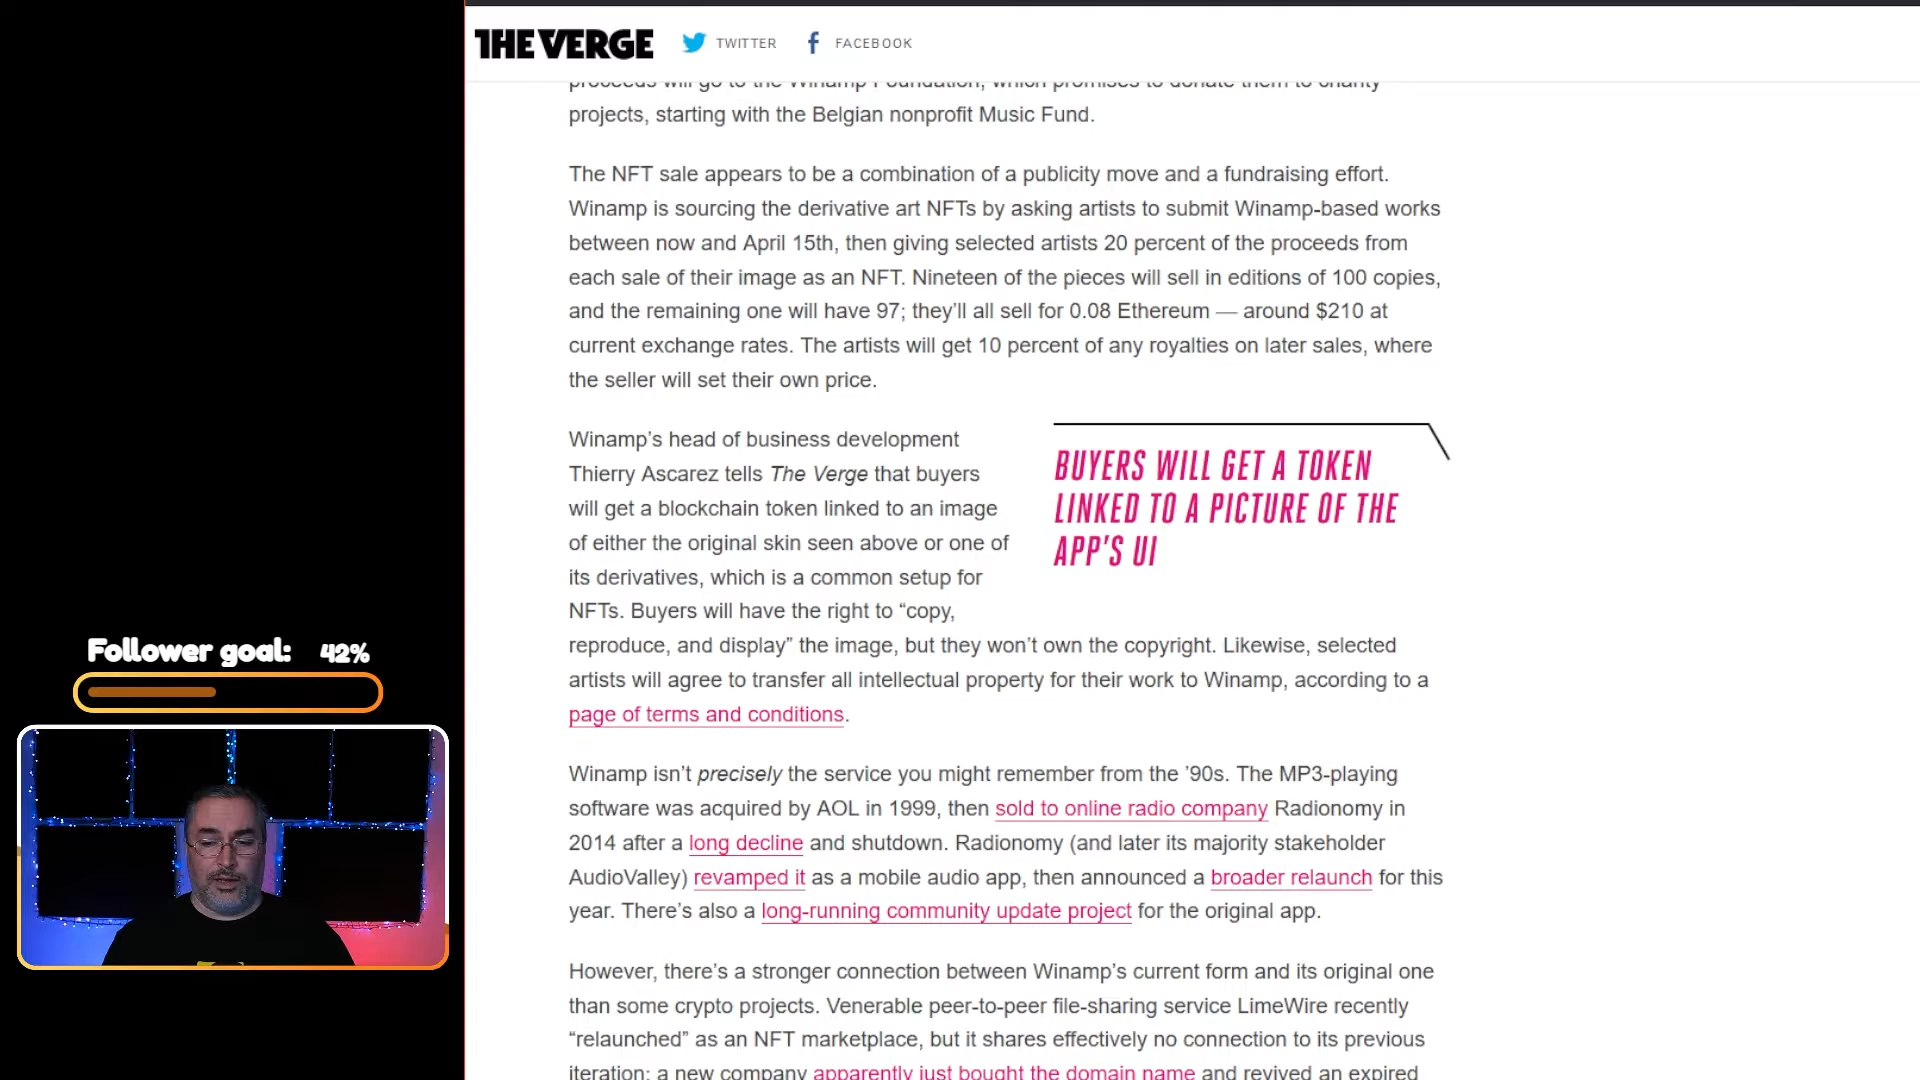 THE VERGE TWITTER FACEBOOK
proceeds will go to the Winamp Foundation, which promises to donate them to charity
projects, starting with the Belgian nonprofit Music Fund.
The NFT sale appears to be a combination of a publicity move and a fundraising effort.
Winamp is sourcing the derivative art NFTs by asking artists to submit Winamp-based works
between now and April 15th, then giving selected artists 20 percent of the proceeds from
each sale of their image as an NFT. Nineteen of the pieces will sell in editions of 100 copies,
and the remaining one will have 97; they’ll all sell for 0.08 Ethereum — around $210 at
current exchange rates. The artists will get 10 percent of any royalties on later sales, where
the seller will set their own price.
Winamp’s head of business development
Thierry Ascarez tells The Verge that buyers
will get a blockchain token linked to an image
of either the original skin seen above or one of
its derivatives, which is a common setup for
NFTs. Buyers will have the right to “copy,
reproduce, and display” the image, but they won’t own the copyright. Likewise, selected
artists will agree to transfer all intellectual property for their work to Winamp, according to a
page of terms and conditions.
BUYERS WILL GET A TOKEN
LINKED TO A PICTURE OF THE
APP’S UI
Winamp isn’t precisely the service you might remember from the ’90s. The MP3-playing
software was acquired by AOL in 1999, then sold to online radio company Radionomy in
2014 after a long decline and shutdown. Radionomy (and later its majority stakeholder
AudioValley) revamped it as a mobile audio app, then announced a broader relaunch for this
year. There’s also a long-running community update project for the original app.
However, there’s a stronger connection between Winamp’s current form and its original one
than some crypto projects. Venerable peer-to-peer file-sharing service LimeWire recently
“relaunched” as an NFT marketplace, but it shares effectively no connection to its previous
iteration: a new company apparently just bought the domain name and revived an expired
Follower goal: 42%